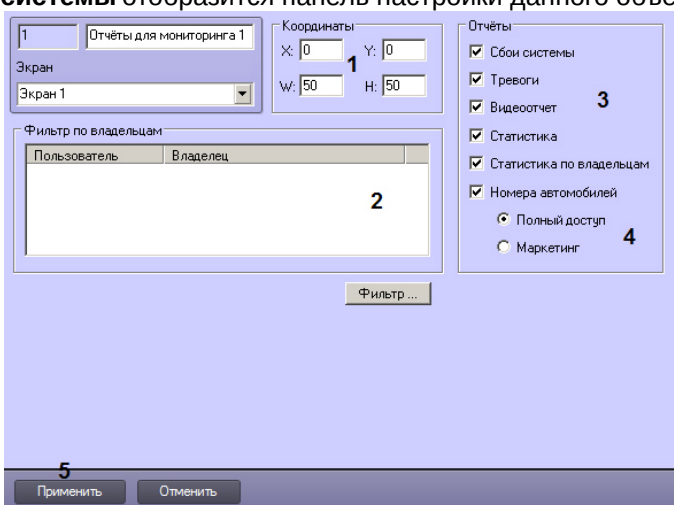 системы отобразится панель настройки данного объе
1 Отчёты для мониторинга 1
Экран
Экран 1
Координаты
X: 0 Y: 0
1
W: 50 H: 50
Фильтр по владельцам
Пользователь Владелец
2
Фильтр ...
Отчёты
Сбои системы
Тревоги
Видеоотчет
3
Статистика
Статистика по владельцам
Номера автомобилей
Полный доступ
4
Маркетинг
5
Применить Отменить